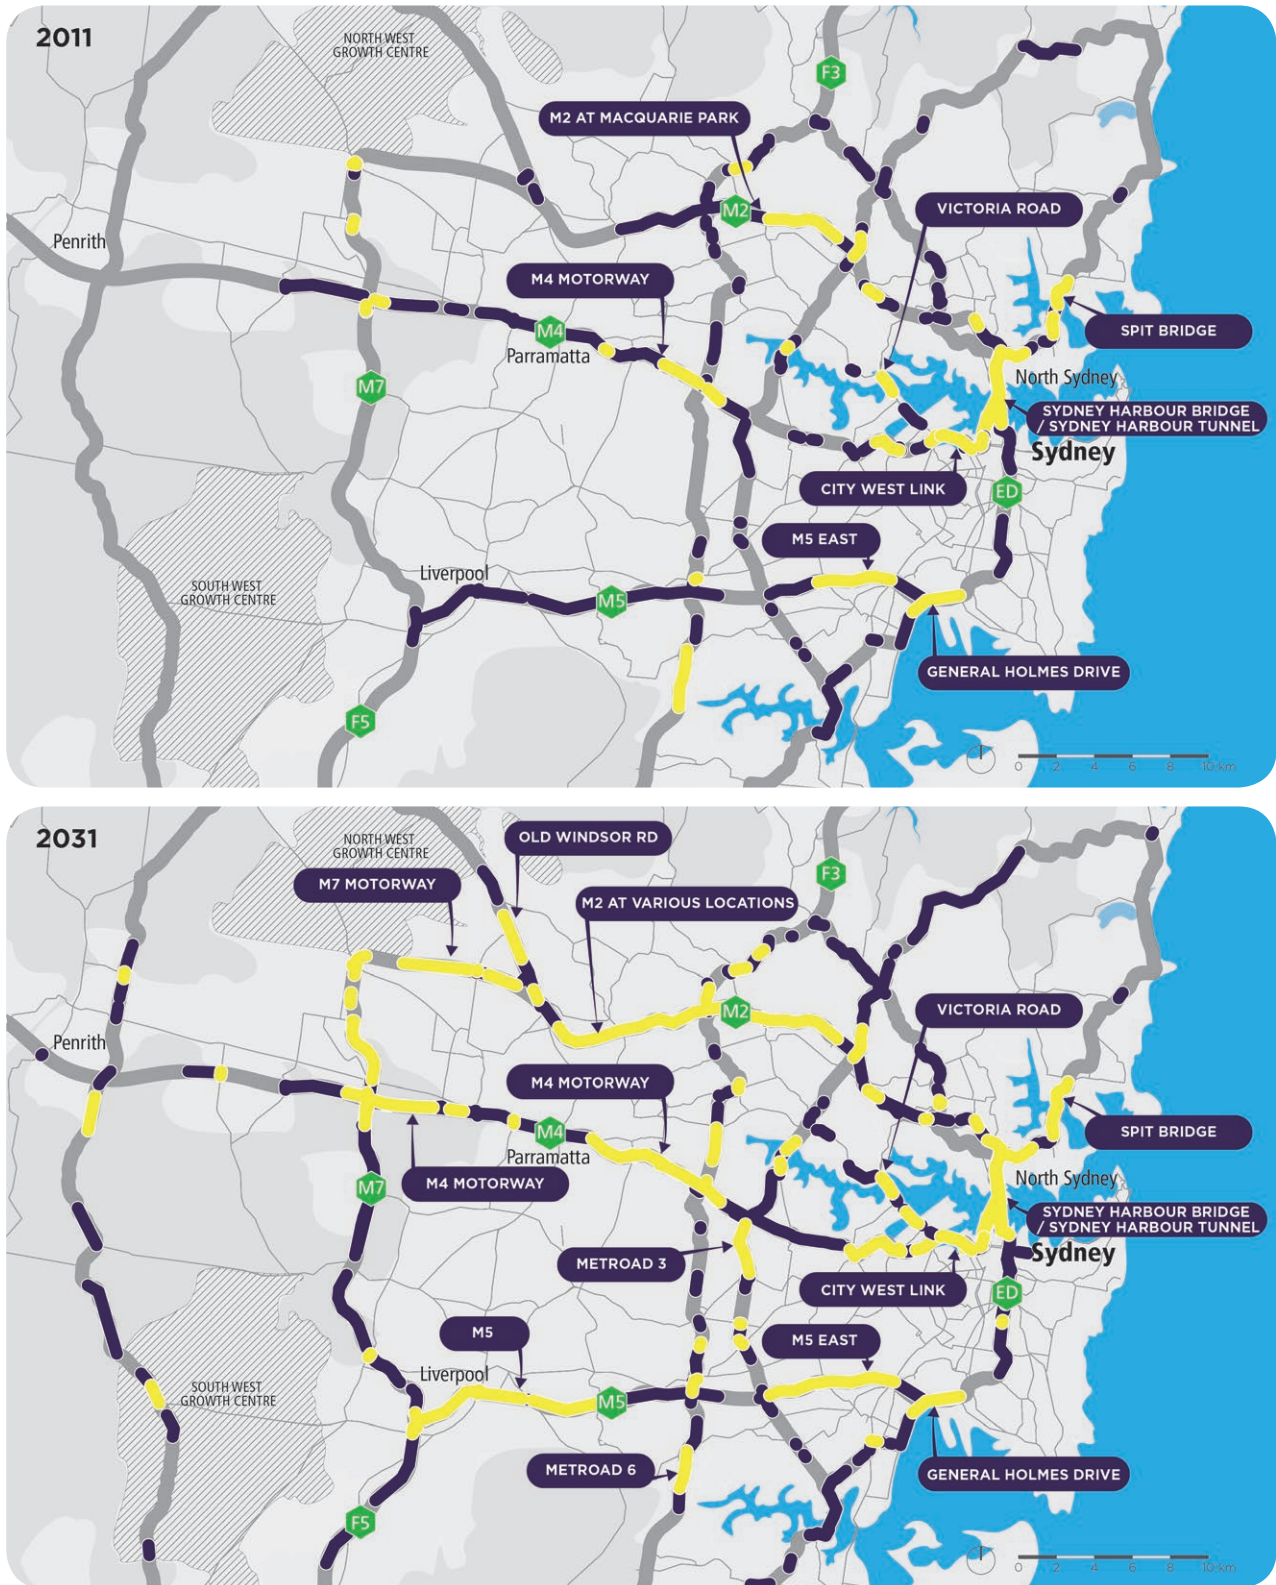 2011
NORTH WEST
GROWTH CENTRE
F3
M2 AT MACQUARIE PARK
M2
VICTORIA ROAD
Penrith
M4 MOTORWAY
M4
Parramatta
SPIT BRIDGE
M7
North Sydney
SYDNEY HARBOUR BRIDGE
/ SYDNEY HARBOUR TUNNEL
Sydney
CITY WEST LINK
ED
M5 EAST
Liverpool
SOUTH WEST
GROWTH CENTRE
M5
GENERAL HOLMES DRIVE
F5
0 2 4 6 8 10 km
2031
NORTH WEST
GROWTH CENTRE
OLD WINDSOR RD
F3
M7 MOTORWAY
M2 AT VARIOUS LOCATIONS
M2
VICTORIA ROAD
Penrith
M4 MOTORWAY
M4
Parramatta
SPIT BRIDGE
M4 MOTORWAY
M7
North Sydney
SYDNEY HARBOUR BRIDGE
/ SYDNEY HARBOUR TUNNEL
Sydney
METROAD 3
CITY WEST LINK
ED
M5
M5 EAST
Liverpool
SOUTH WEST
GROWTH CENTRE
M5
METROAD 6
GENERAL HOLMES DRIVE
F5
0 2 4 6 8 10 km